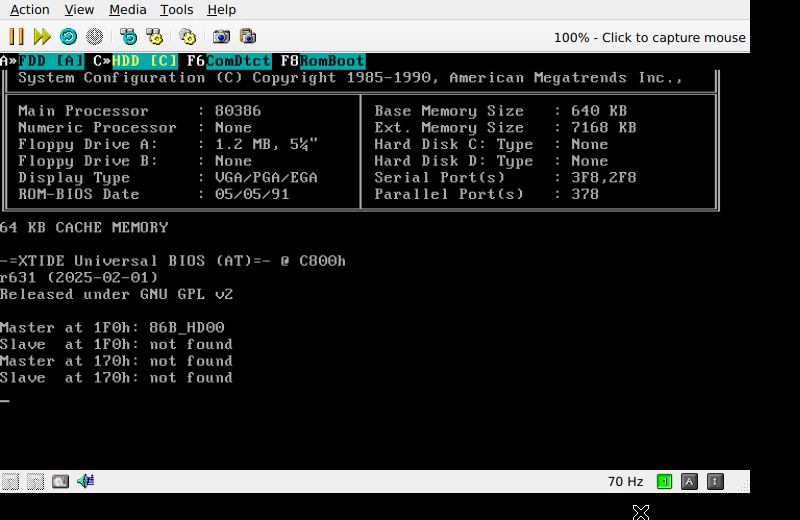 Action View Media Tools Help
100% - Click to capture mouse
A»FDD [A] C»HDD [C] F6ComDtct F8RomBoot
System Configuration (C) Copyright 1985-1990, American Megatrends Inc.,
Main Processor : 80386 Base Memory Size : 640 KB
Numeric Processor : None Ext. Memory Size : 7168 KB
Floppy Drive A: : 1.2 MB, 5¼" Hard Disk C: Type : None
Floppy Drive B: : None Hard Disk D: Type : None
Display Type : VGA/PGA/EGA Serial Port(s) : 3F8,2F8
ROM-BIOS Date : 05/05/91 Parallel Port(s) : 378
64 KB CACHE MEMORY
-=XTIDE Universal BIOS (AT)=- @ C800h
r631 (2025-02-01)
Released under GNU GPL v2
Master at 1F0h: 86B_HD00
Slave at 1F0h: not found
Master at 170h: not found
Slave at 170h: not found
70 Hz A